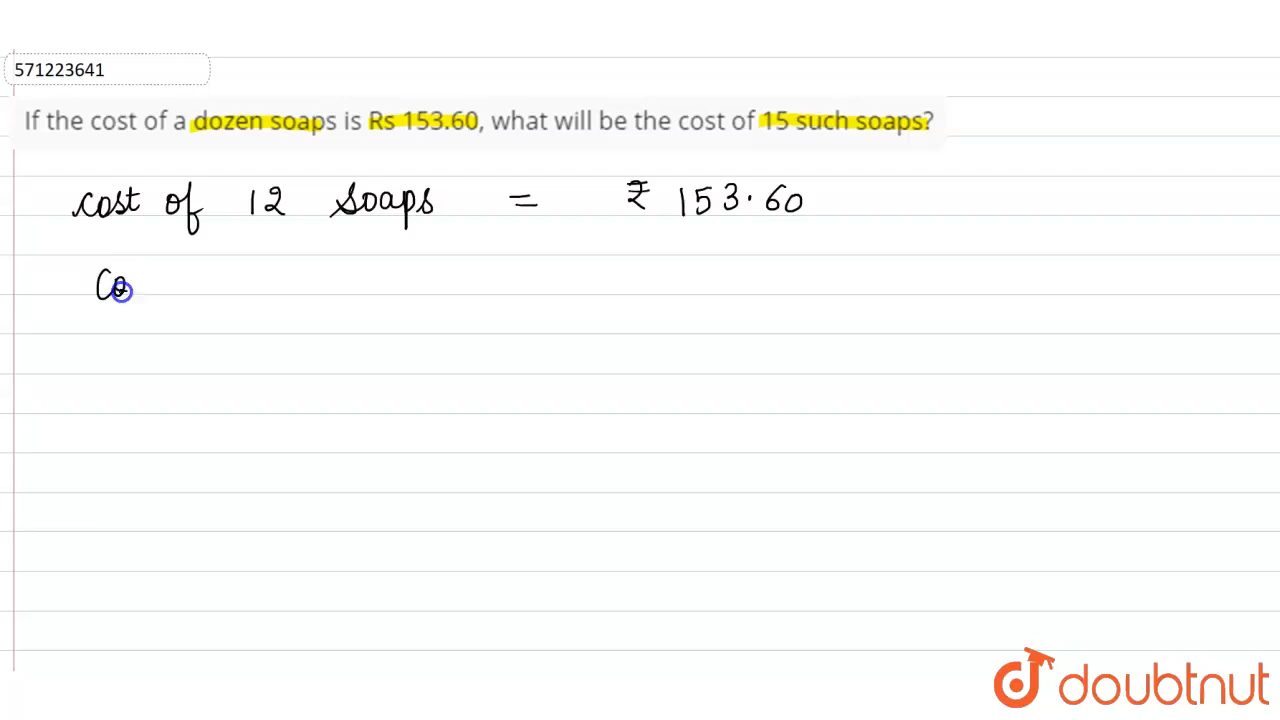 571223641
If the cost of a dozen soaps is Rs 153.60, what will be the cost of 15 such soaps?
cost of 12 soaps = ₹ 153.60
Co
doubtnut